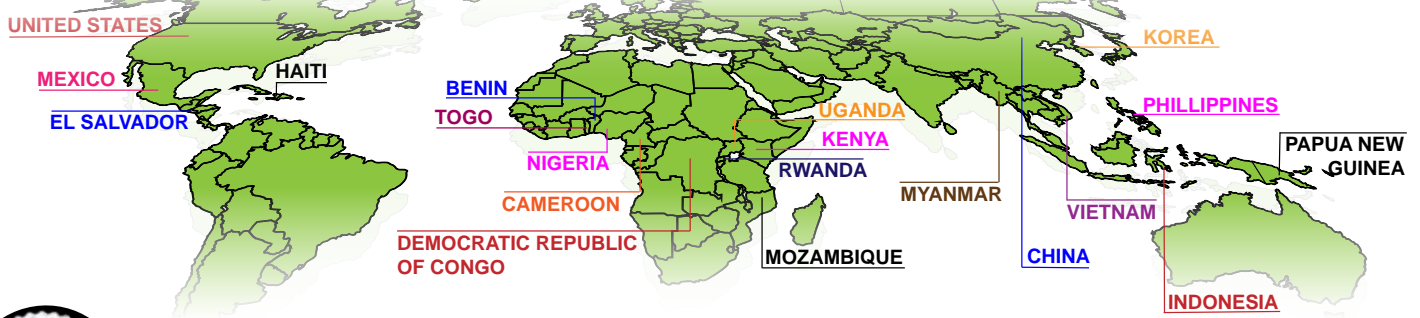 UNITED STATES
KOREA
MEXICO
HAITI
BENIN
EL SALVADOR
TOGO
UGANDA
PHILLIPPINES
KENYA
NIGERIA
RWANDA
PAPUA NEW
GUINEA
MYANMAR
CAMEROON
VIETNAM
DEMOCRATIC REPUBLIC
OF CONGO
MOZAMBIQUE
CHINA
INDONESIA